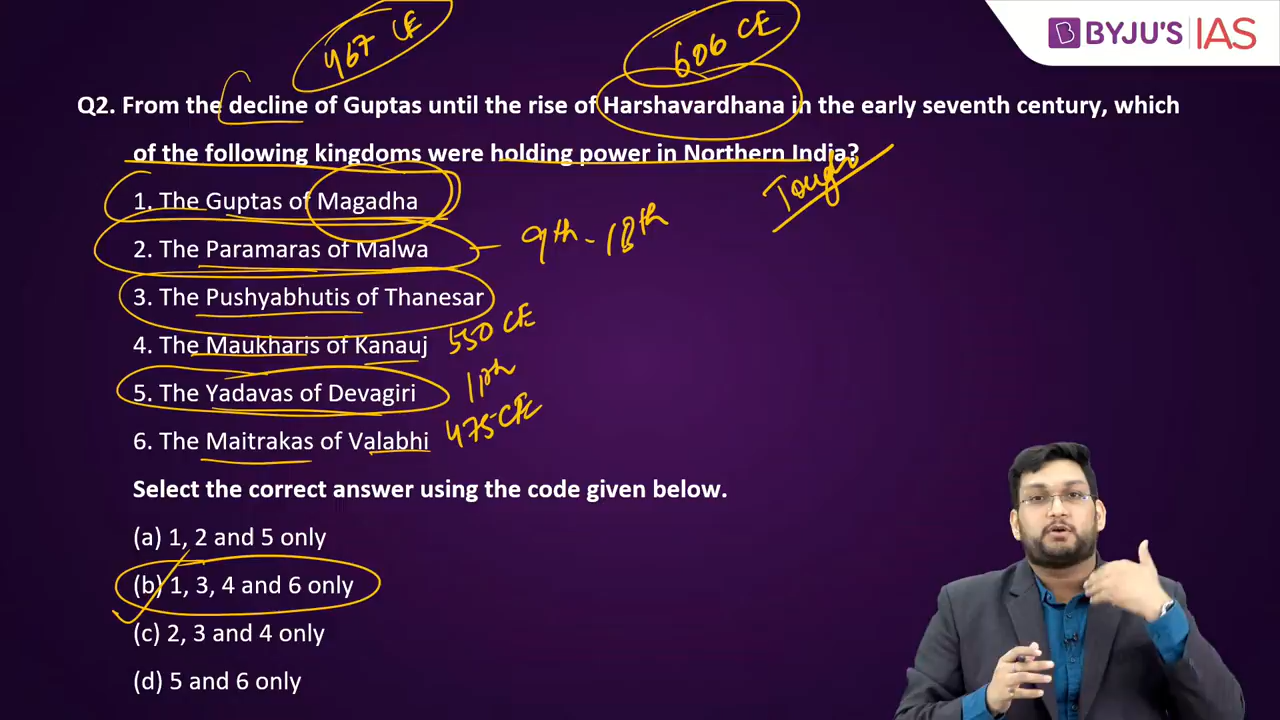 BYJU'S IAS
467 CE
606 CE
Q2. From the decline of Guptas until the rise of Harshavardhana in the early seventh century, which
of the following kingdoms were holding power in Northern India?
Tough
1. The Guptas of Magadha
2. The Paramaras of Malwa – 9th - 18th
3. The Pushyabhutis of Thanesar
4. The Maukharis of Kanauj 550 CE
5. The Yadavas of Devagiri
6. The Maitrakas of Valabhi 475 CE
Select the correct answer using the code given below.
(a) 1, 2 and 5 only
(b) 1, 3, 4 and 6 only
(c) 2, 3 and 4 only
(d) 5 and 6 only